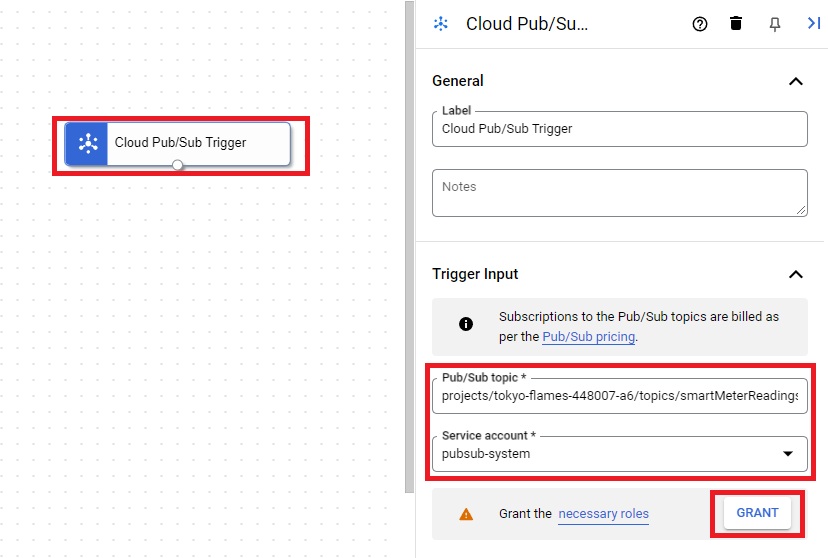 Cloud Pub/Su...
General
Label
Cloud Pub/Sub Trigger
Cloud Pub/Sub Trigger
Notes
Trigger Input
Subscriptions to the Pub/Sub topics are billed as
per the Pub/Sub pricing.
Pub/Sub topic *
projects/tokyo-flames-448007-a6/topics/smartMeterReadings
Service account *
pubsub-system
Grant the necessary roles
GRANT